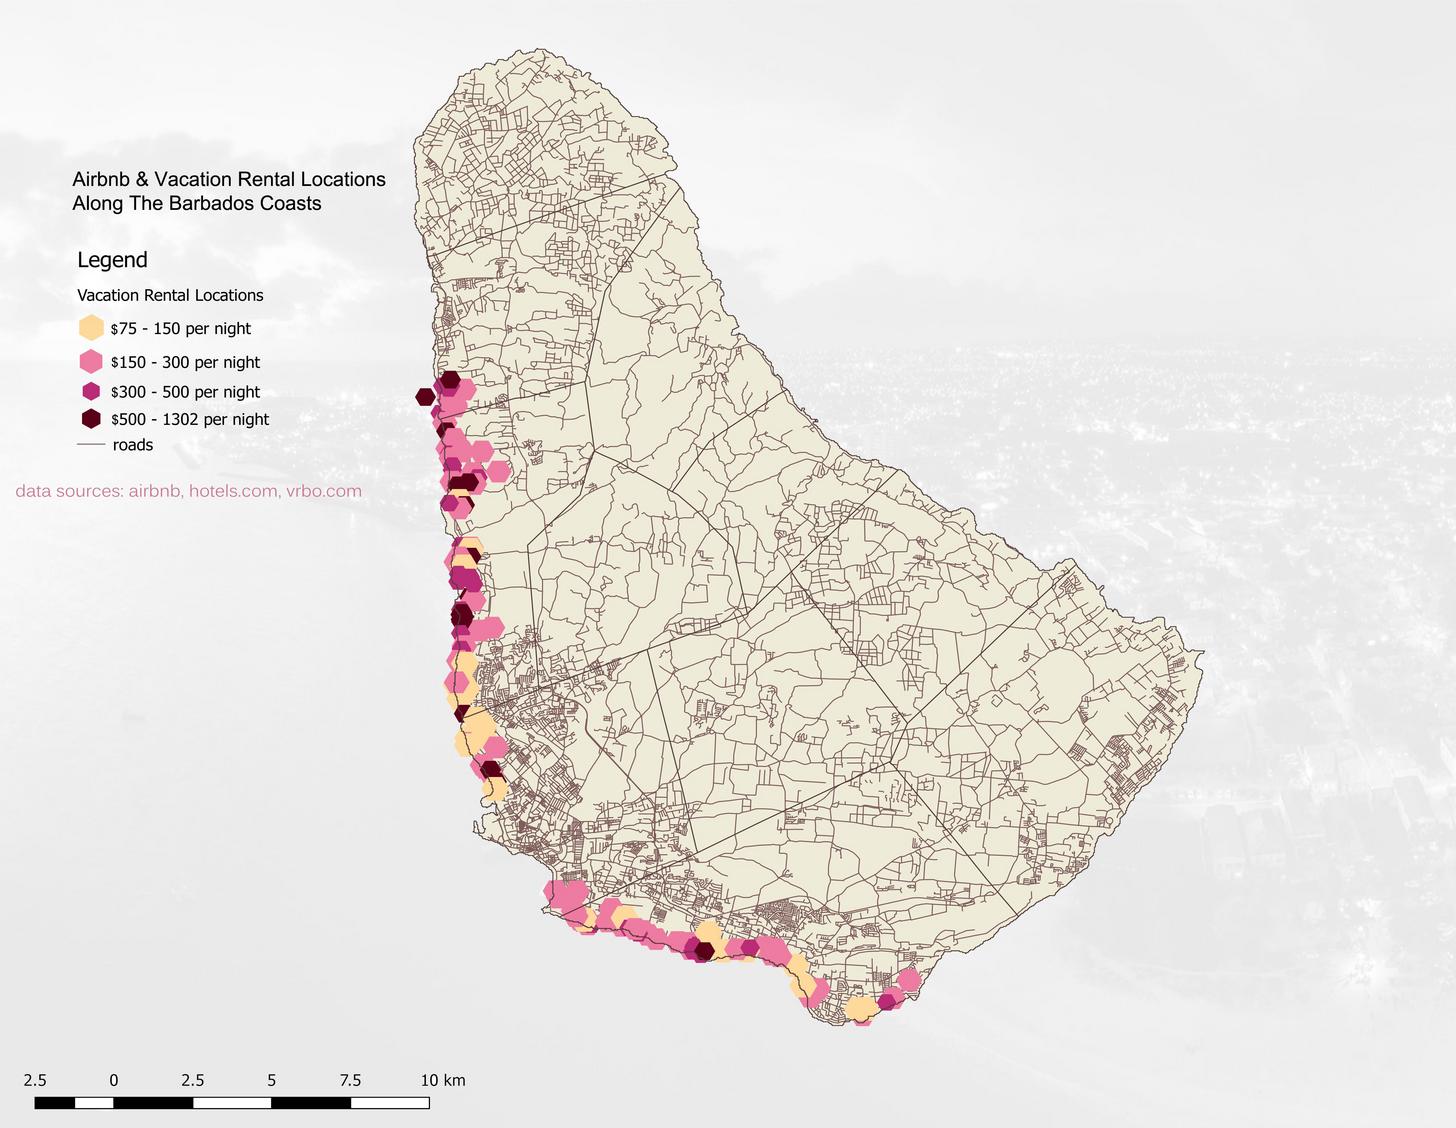 Airbnb & Vacation Rental Locations
Along The Barbados Coasts
Legend
Vacation Rental Locations
$75 - 150 per night
$150 - 300 per night
$300 - 500 per night
$500 - 1302 per night
roads
data sources: airbnb, hotels.com, vrbo.com
2.5 0 2.5 5 7.5 10 km